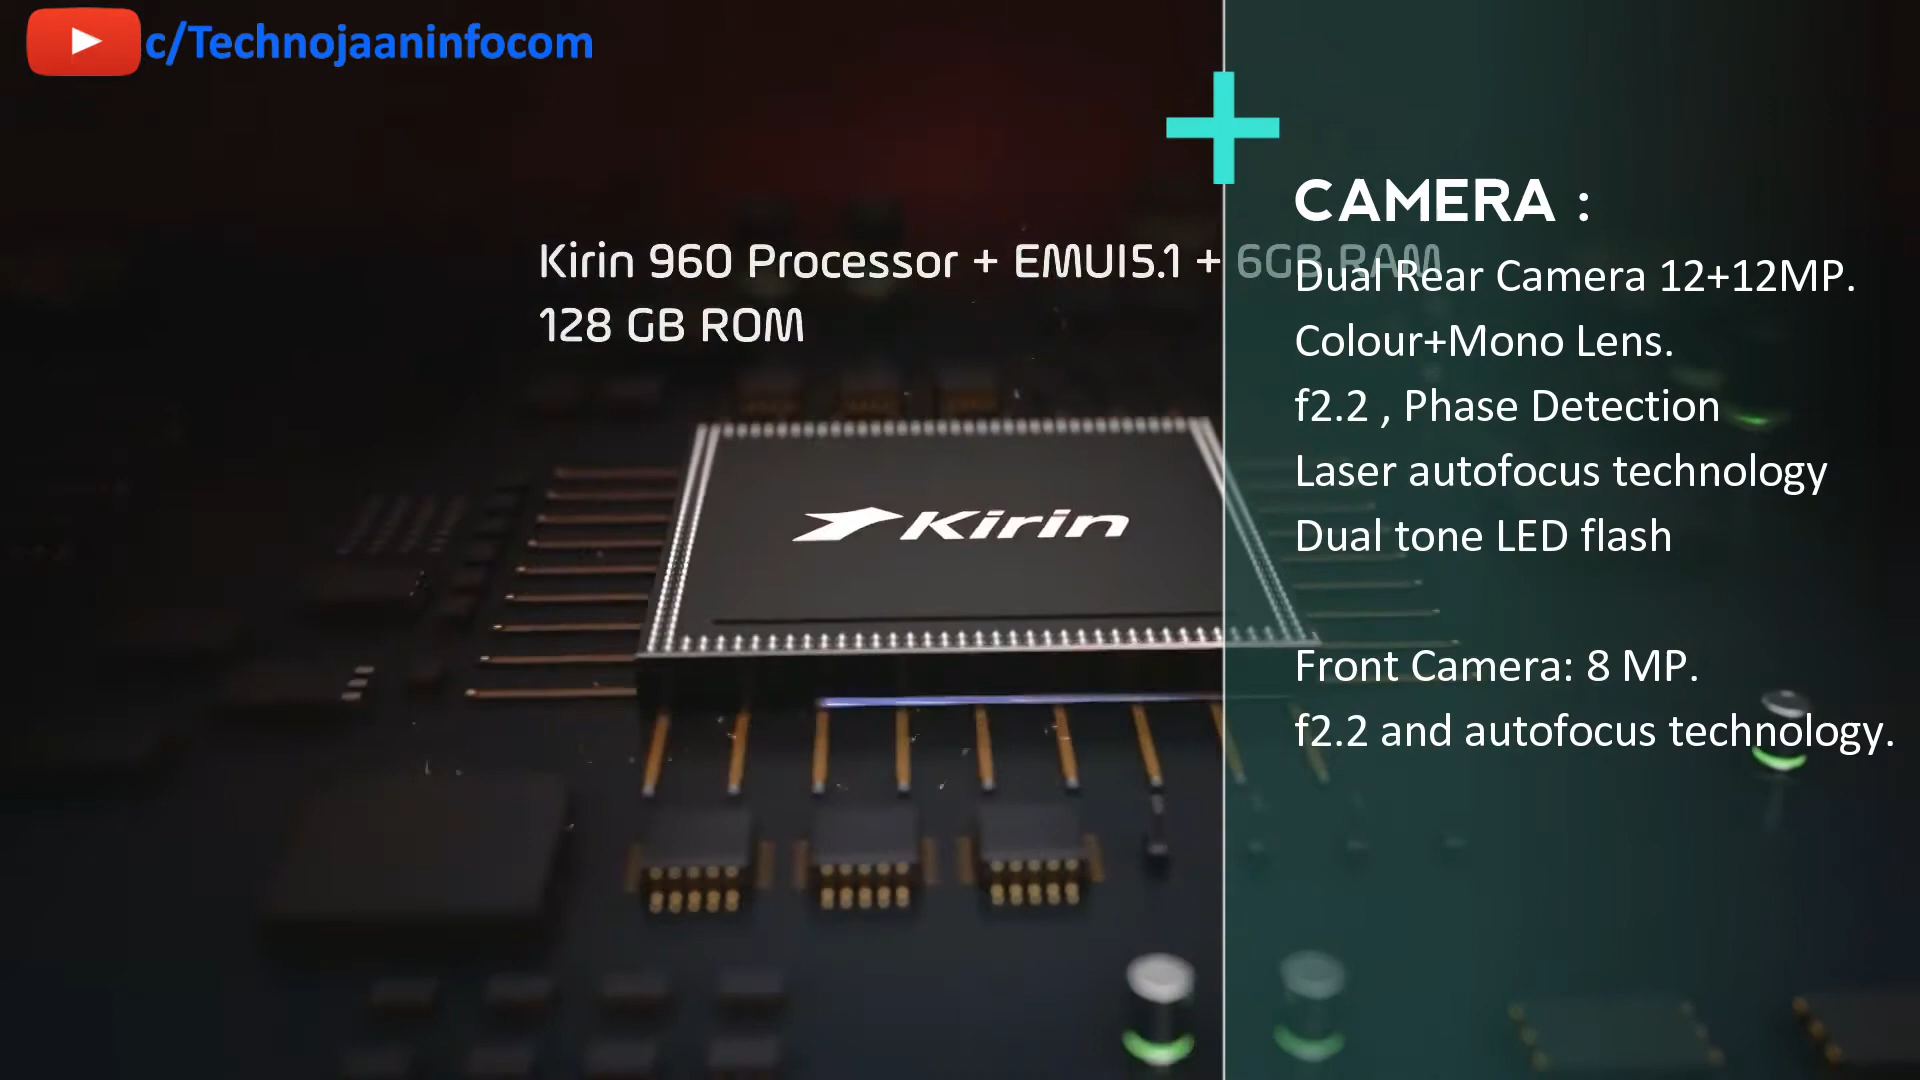 c/Technojaaninfocom
Kirin 960 Processor + EMUI5.1 + 6GB RAM
128 GB ROM
Kirin
CAMERA :
Dual Rear Camera 12+12MP.
Colour+Mono Lens.
f2.2 , Phase Detection
Laser autofocus technology
Dual tone LED flash
Front Camera: 8 MP.
f2.2 and autofocus technology.